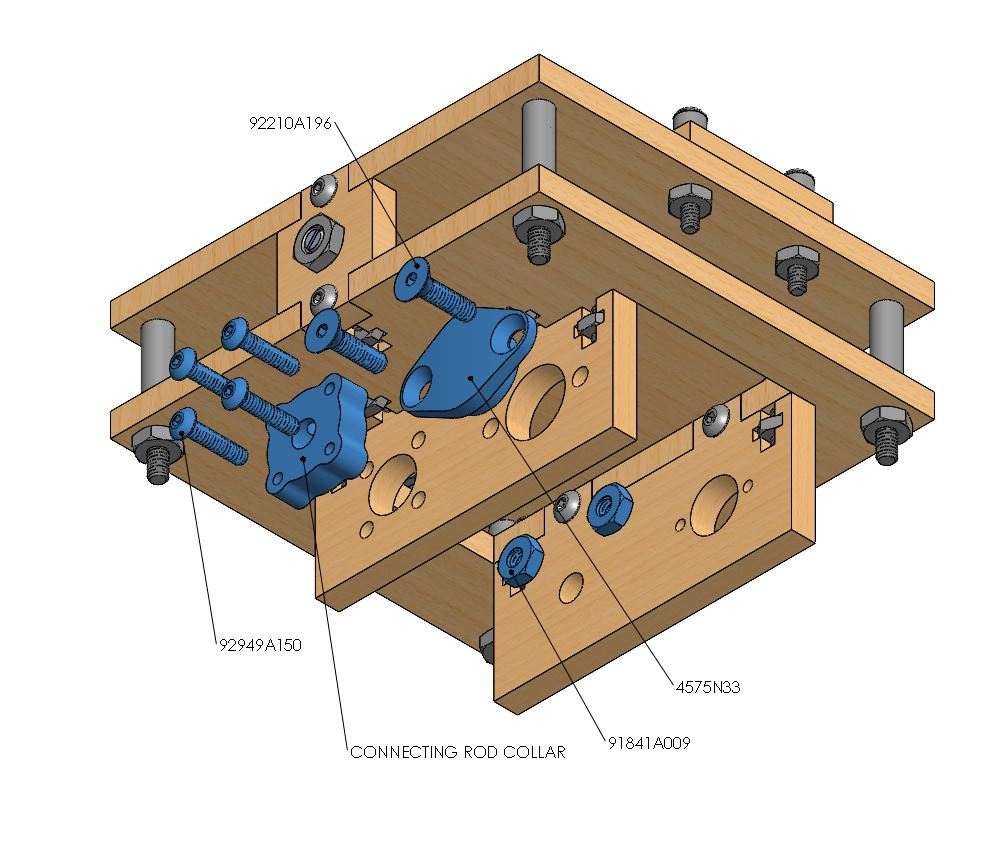 92210A196
92949A150
4575N33
91841A009
CONNECTING ROD COLLAR